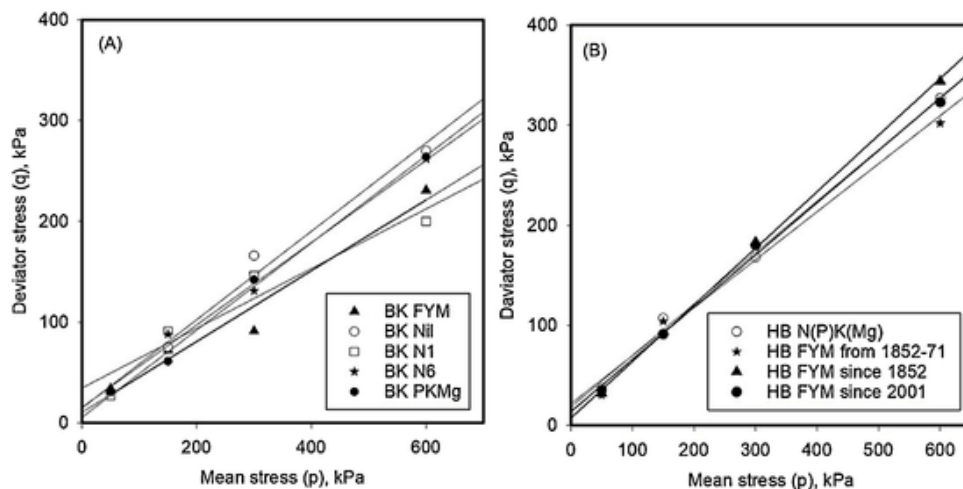 (A)
400
300
200
100
0
Deviator stress (q), kPa
BK FYM
BK Nil
BK N1
BK N6
BK PKMg
0 200 400 600
Mean stress (p), kPa
(B)
400
300
200
100
0
Daviator stress (q), kPa
HB N(P)K(Mg)
HB FYM from 1852-71
HB FYM since 1852
HB FYM since 2001
0 100 200 300 400 500 600
Mean stress (p), kPa